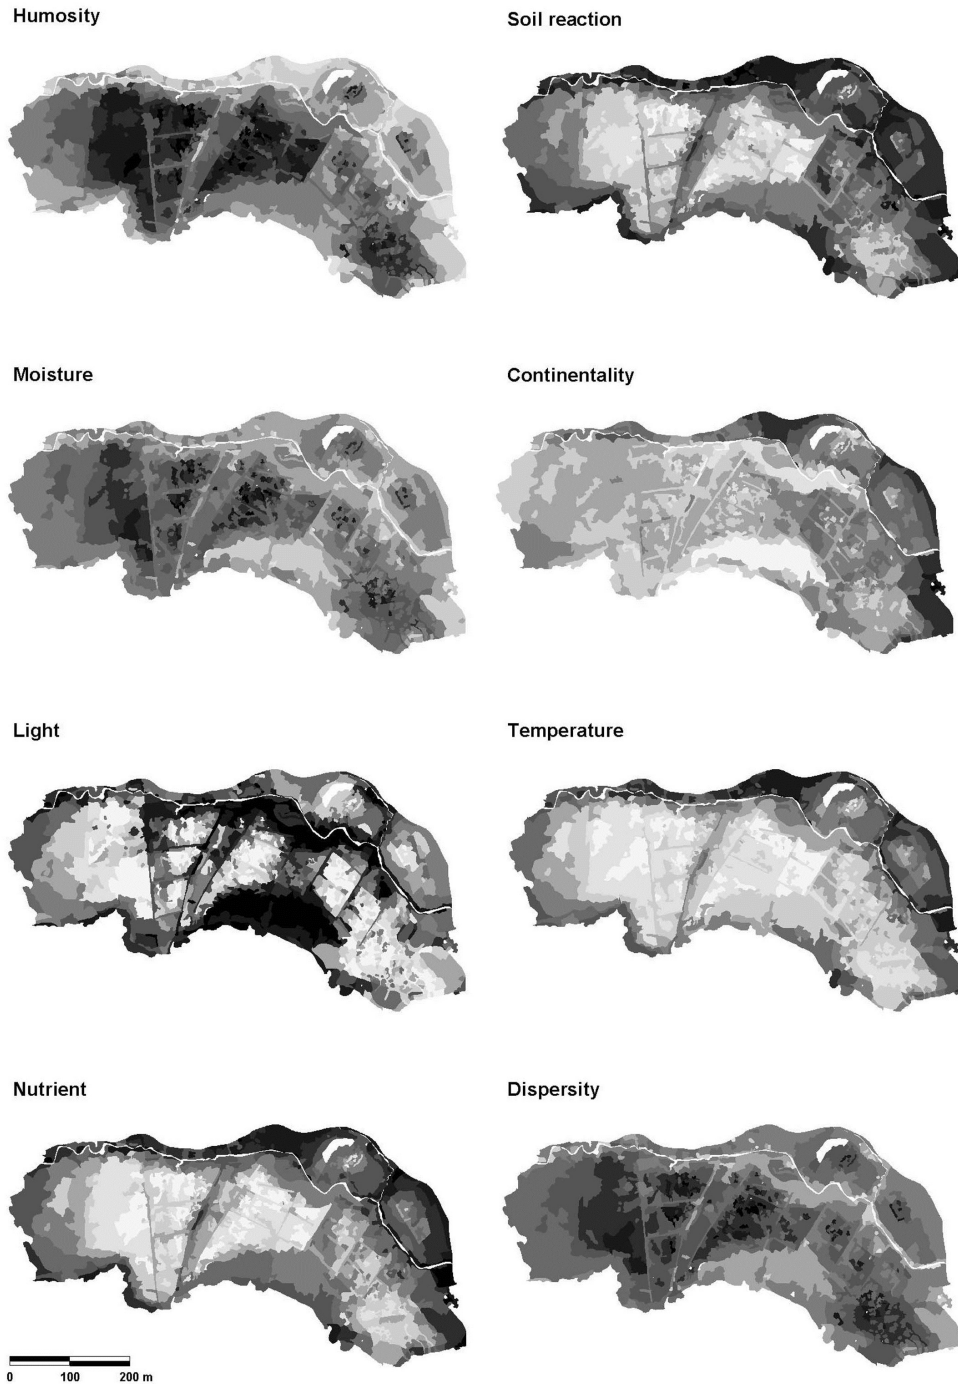 Humosity
Soil reaction
Moisture
Continentality
Light
Temperature
Nutrient
Dispersity
0 100 200 m